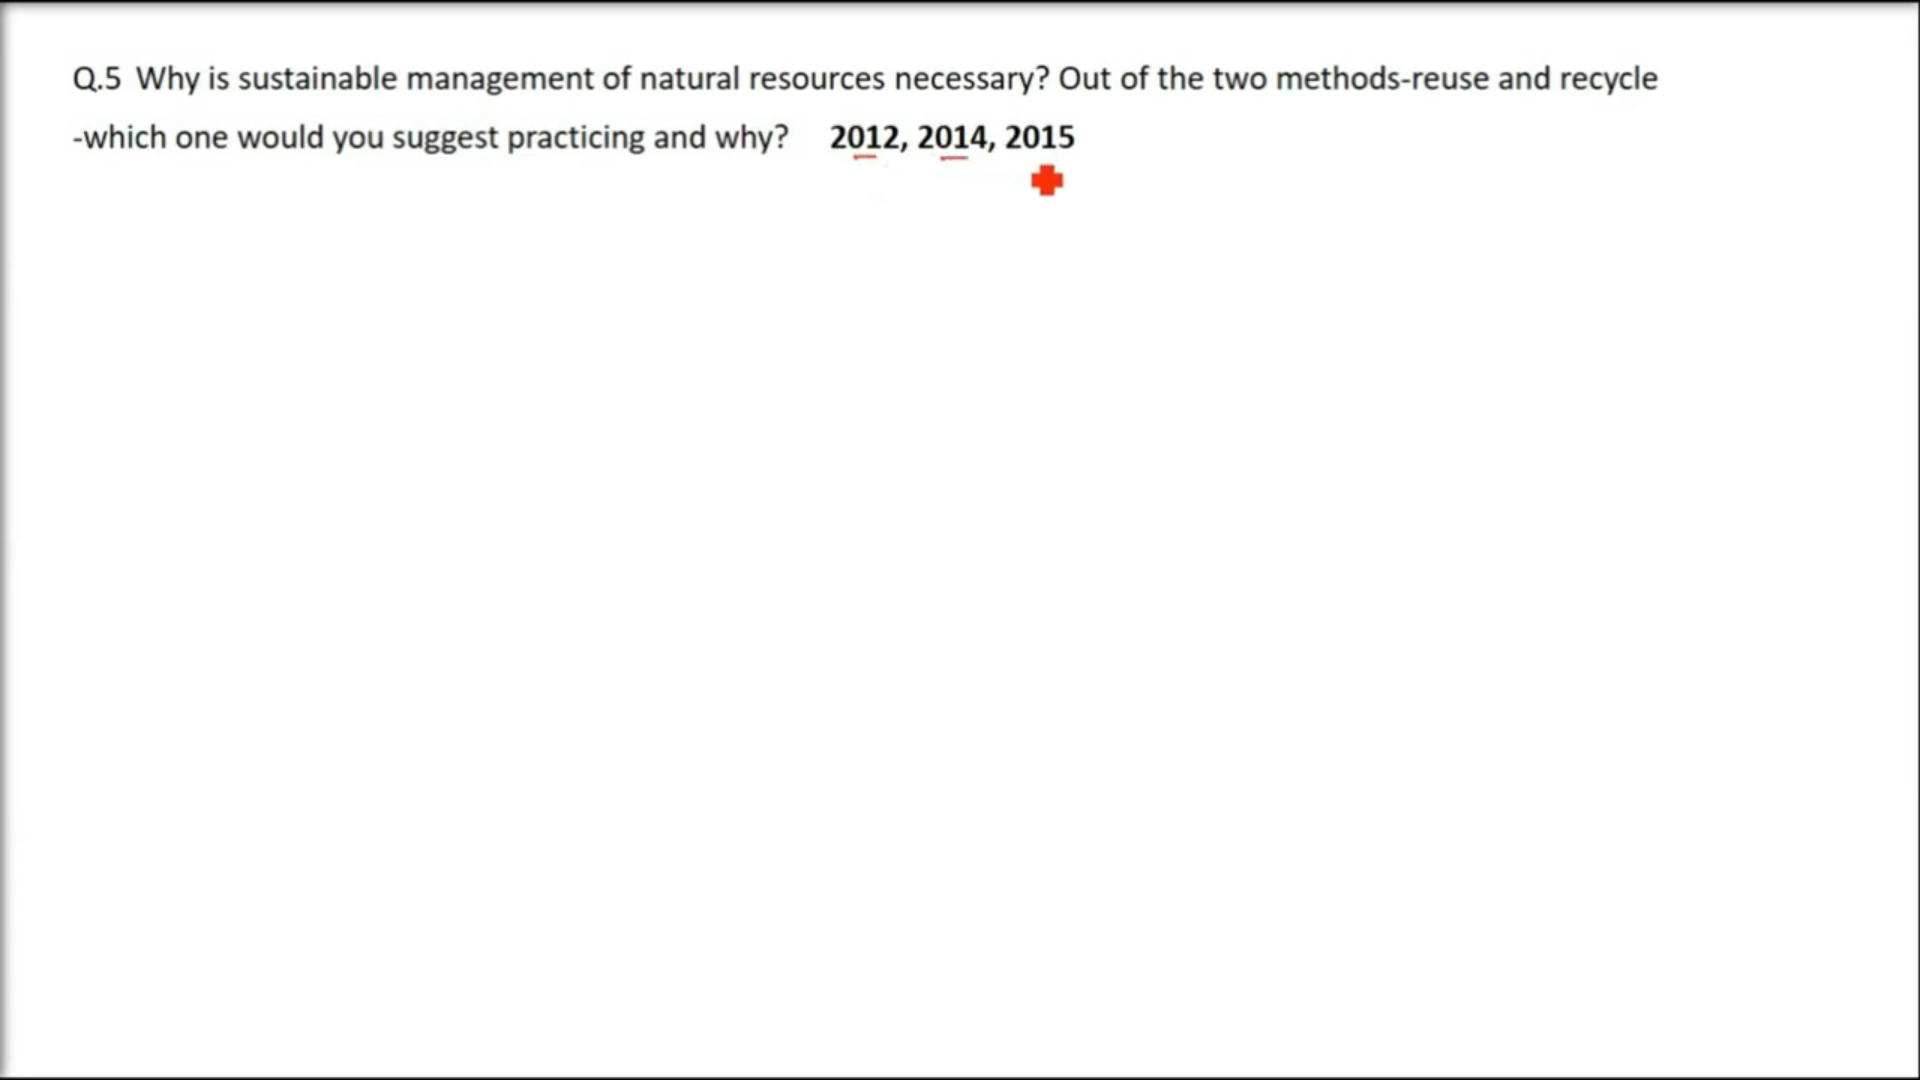 Q.5 Why is sustainable management of natural resources necessary? Out of the two methods-reuse and recycle
-which one would you suggest practicing and why? 2012, 2014, 2015